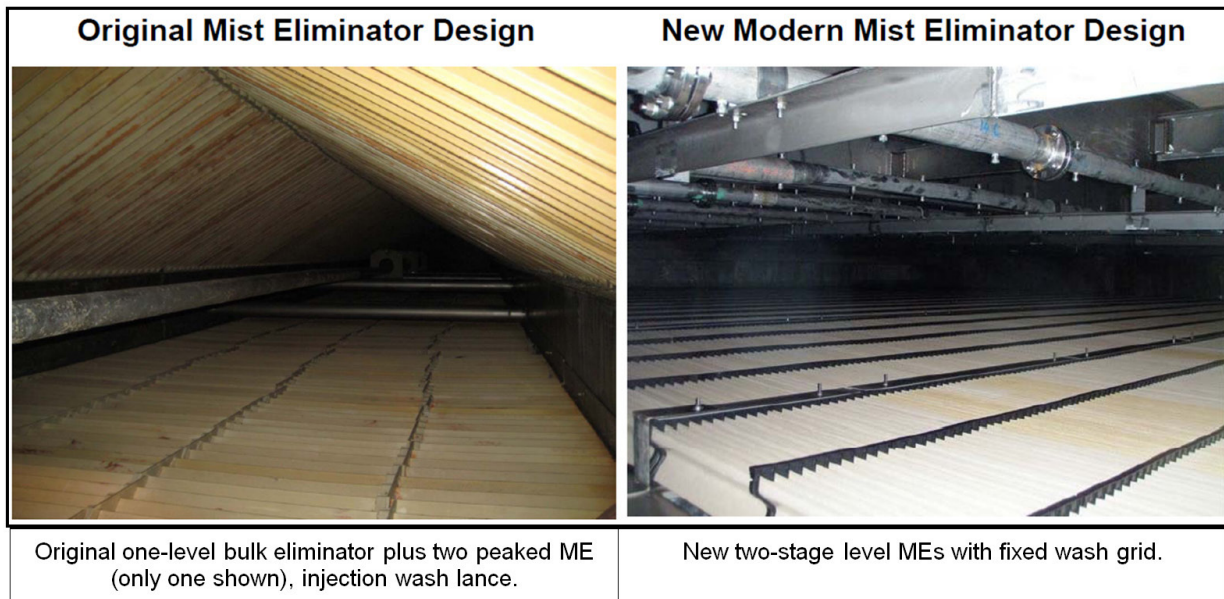 Original Mist Eliminator Design
New Modern Mist Eliminator Design
Original one-level bulk eliminator plus two peaked ME
(only one shown), injection wash lance.
New two-stage level MEs with fixed wash grid.